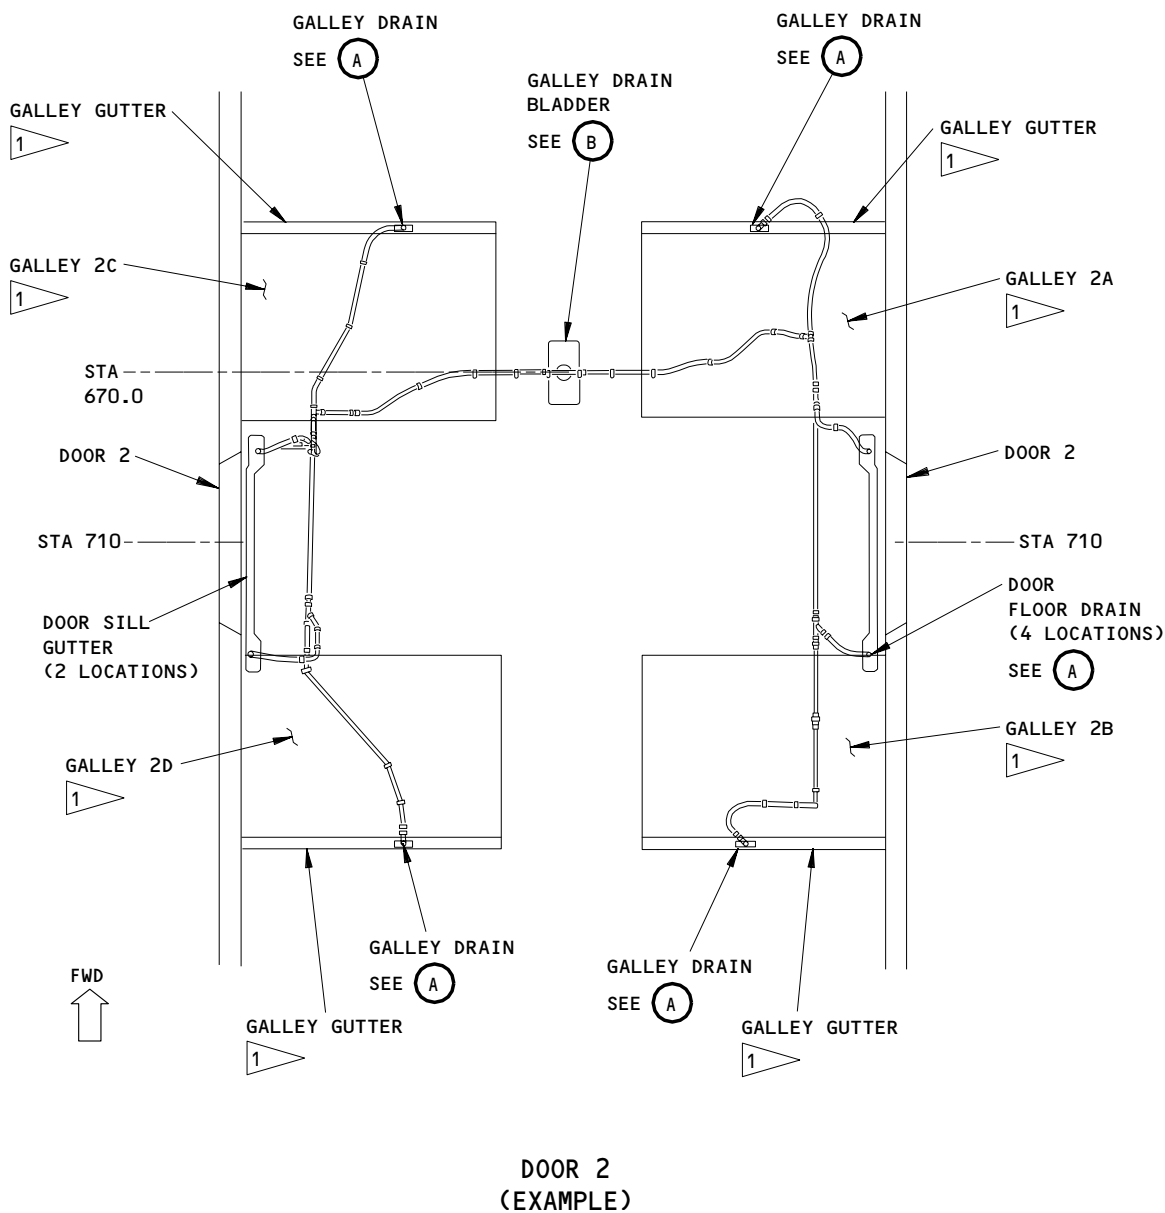 GALLEY DRAIN
SEE A
GALLEY DRAIN
SEE A
GALLEY DRAIN
BLADDER
SEE B
GALLEY GUTTER
1
GALLEY GUTTER
1
GALLEY 2C
1
GALLEY 2A
1
STA
670.0
DOOR 2
DOOR 2
STA 710
STA 710
DOOR SILL
GUTTER
(2 LOCATIONS)
DOOR
FLOOR DRAIN
(4 LOCATIONS)
SEE A
GALLEY 2D
1
GALLEY 2B
1
GALLEY DRAIN
SEE A
GALLEY DRAIN
SEE A
FWD
GALLEY GUTTER
1
GALLEY GUTTER
1
DOOR 2
(EXAMPLE)